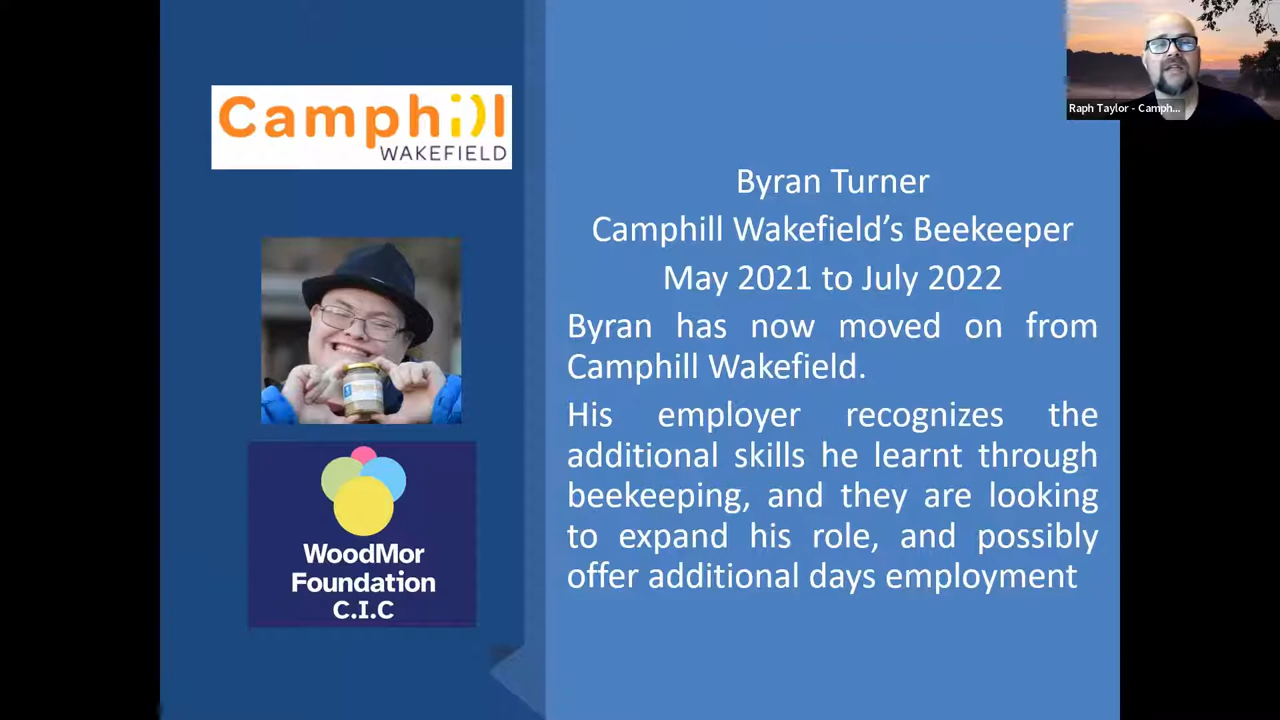 Camphill
WAKEFIELD
WoodMor
Foundation
C.I.C
Byran Turner
Camphill Wakefield's Beekeeper
May 2021 to July 2022
Byran has now moved on from
Camphill Wakefield.
His employer recognizes the
additional skills he learnt through
beekeeping, and they are looking
to expand his role, and possibly
offer additional days employment
Raph Taylor - Camph...